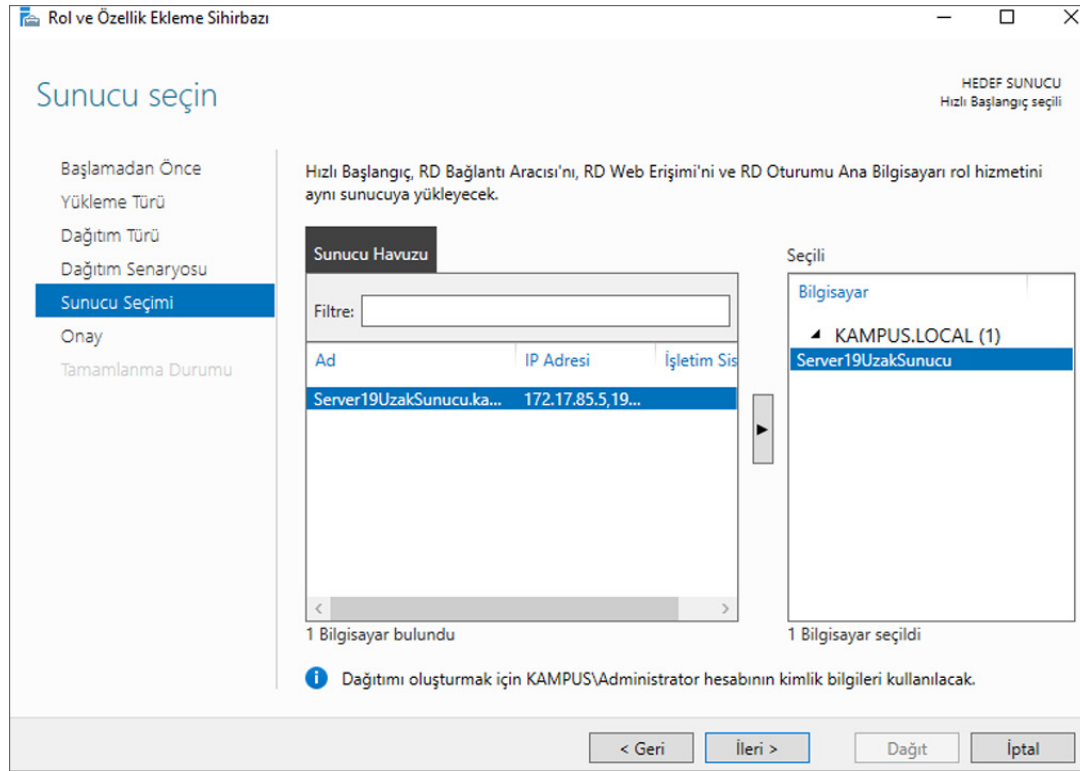 Rol ve Özellik Ekleme Sihirbazı
Sunucu seçin
HEDEF SUNUCU
Hızlı Başlangıç seçili
Başlamadan Önce
Yükleme Türü
Dağıtım Türü
Dağıtım Senaryosu
Sunucu Seçimi
Onay
Tamamlanma Durumu
Hızlı Başlangıç, RD Bağlantı Aracısı'nı, RD Web Erişimi'ni ve RD Oturumu Ana Bilgisayarı rol hizmetini
aynı sunucuya yükleyecek.
Sunucu Havuzu
Filtre:
Ad IP Adresi İşletim Sis
Server19UzakSunucu.ka... 172.17.85.5,19...
1 Bilgisayar bulundu
Seçili
Bilgisayar
KAMPUS.LOCAL (1)
Server19UzakSunucu
1 Bilgisayar seçildi
Dağıtımı oluşturmak için KAMPUS\Administrator hesabının kimlik bilgileri kullanılacak.
< Geri İleri > Dağıt İptal